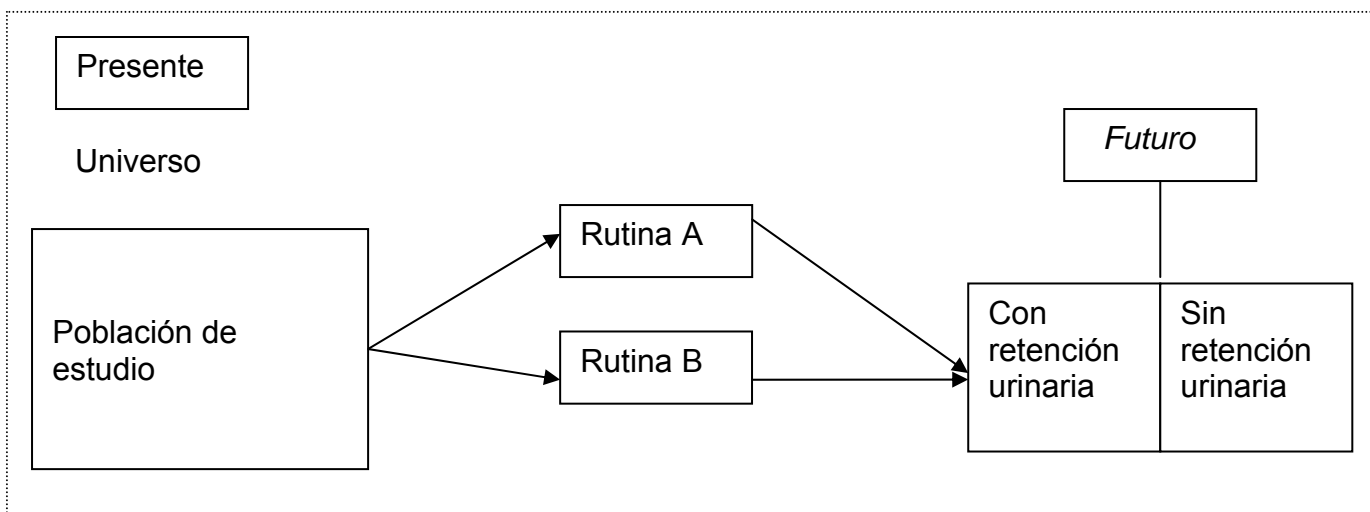 Presente
Universo
Futuro
Rutina A
Población de
estudio
Rutina B
Con
retención
urinaria
Sin
retención
urinaria